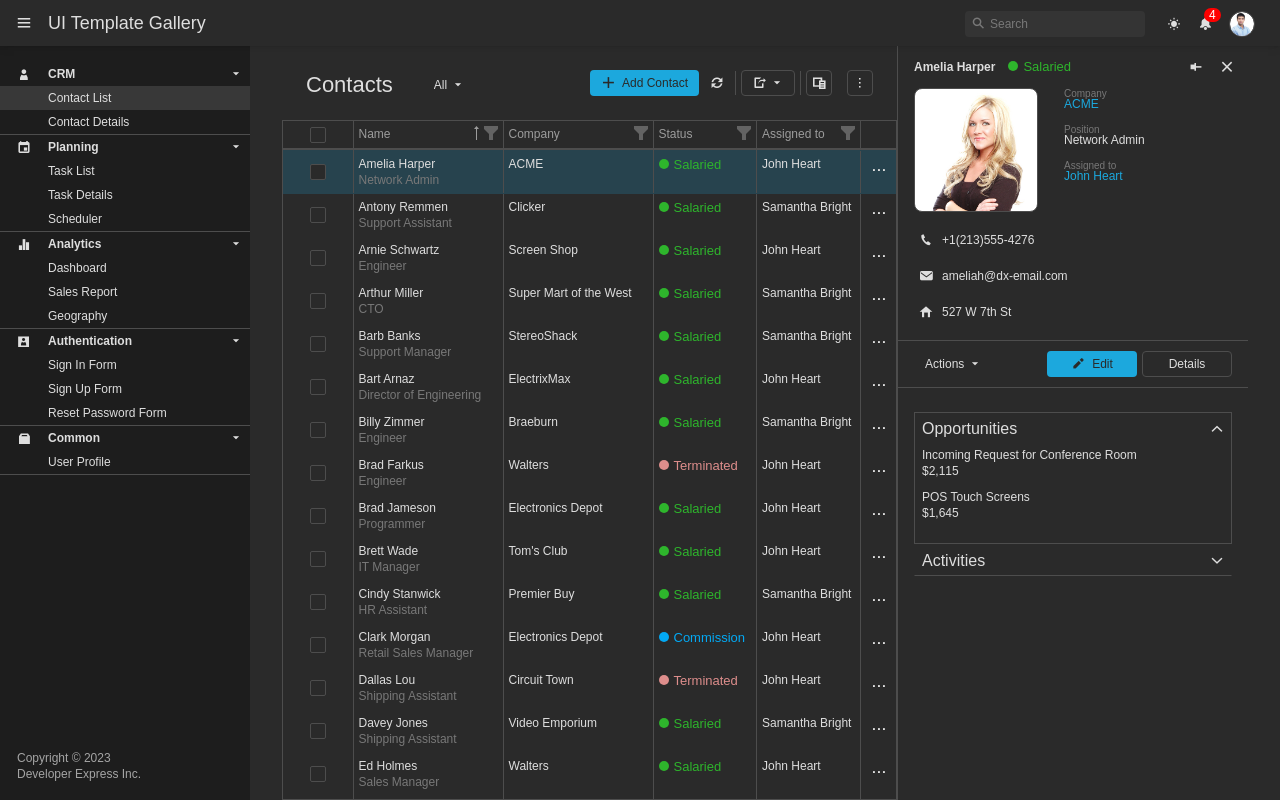 UI Template Gallery
Search
4
CRM
Contact List
Contact Details
Planning
Task List
Task Details
Scheduler
Analytics
Dashboard
Sales Report
Geography
Authentication
Sign In Form
Sign Up Form
Reset Password Form
Common
User Profile
Copyright © 2023
Developer Express Inc.
Contacts
All
Add Contact
Name Company Status Assigned to
Amelia Harper ACME Salaried John Heart
Network Admin
Antony Remmen Clicker Salaried Samantha Bright
Support Assistant
Arnie Schwartz Screen Shop Salaried John Heart
Engineer
Arthur Miller Super Mart of the West Salaried Samantha Bright
CTO
Barb Banks StereoShack Salaried Samantha Bright
Support Manager
Bart Arnaz ElectrixMax Salaried John Heart
Director of Engineering
Billy Zimmer Braeburn Salaried Samantha Bright
Engineer
Brad Farkus Walters Terminated John Heart
Engineer
Brad Jameson Electronics Depot Salaried John Heart
Programmer
Brett Wade Tom's Club Salaried John Heart
IT Manager
Cindy Stanwick Premier Buy Salaried Samantha Bright
HR Assistant
Clark Morgan Electronics Depot Commission John Heart
Retail Sales Manager
Dallas Lou Circuit Town Terminated John Heart
Shipping Assistant
Davey Jones Video Emporium Salaried Samantha Bright
Shipping Assistant
Ed Holmes Walters Salaried John Heart
Sales Manager
Amelia Harper Salaried
Company
ACME
Position
Network Admin
Assigned to
John Heart
+1(213)555-4276
ameliah@dx-email.com
527 W 7th St
Actions Edit Details
Opportunities
Incoming Request for Conference Room
$2,115
POS Touch Screens
$1,645
Activities